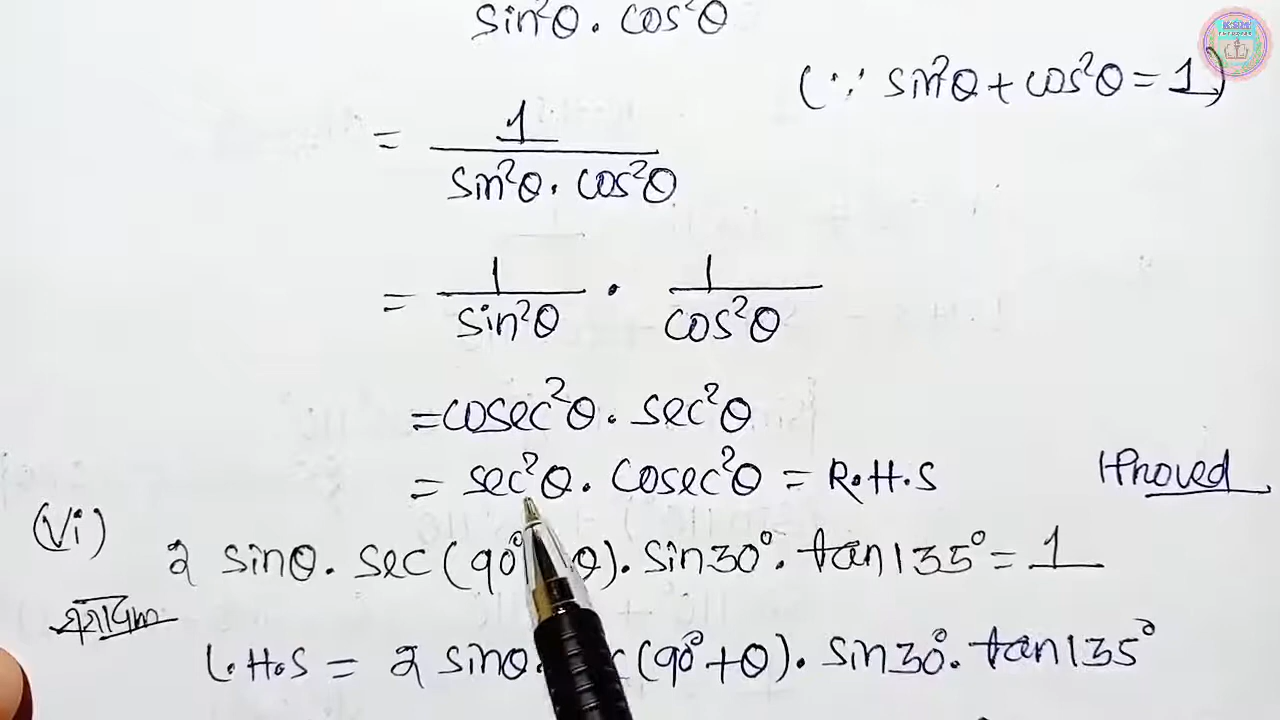 sin²θ . cos²θ
(∵ sin²θ + cos²θ = 1)
= 1 / sin²θ . cos²θ
= 1 / sin²θ . 1 / cos²θ
= cosec²θ . sec²θ
= sec²θ . cosec²θ = R.H.S Proved
(vi) 2 sinθ . sec(90° θ) . sin30° . tan135° = 1
L.H.S = 2 sinθ . (90° + θ) . sin30° . tan135°